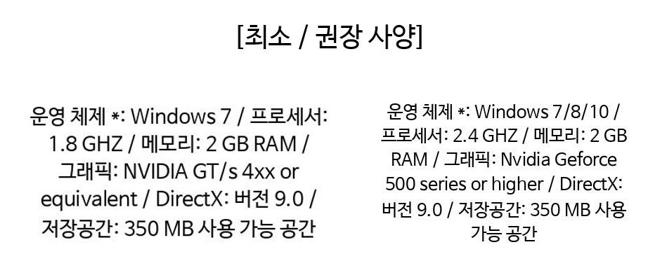 [최소 / 권장 사양]
운영 체제 *: Windows 7 / 프로세서:
1.8 GHZ / 메모리: 2 GB RAM /
그래픽: NVIDIA GT/s 4xx or
equivalent / DirectX: 버전 9.0 /
저장공간: 350 MB 사용 가능 공간
운영 체제 *: Windows 7/8/10 /
프로세서: 2.4 GHZ / 메모리: 2 GB
RAM / 그래픽: Nvidia Geforce
500 series or higher / DirectX:
버전 9.0 / 저장공간: 350 MB 사용
가능 공간